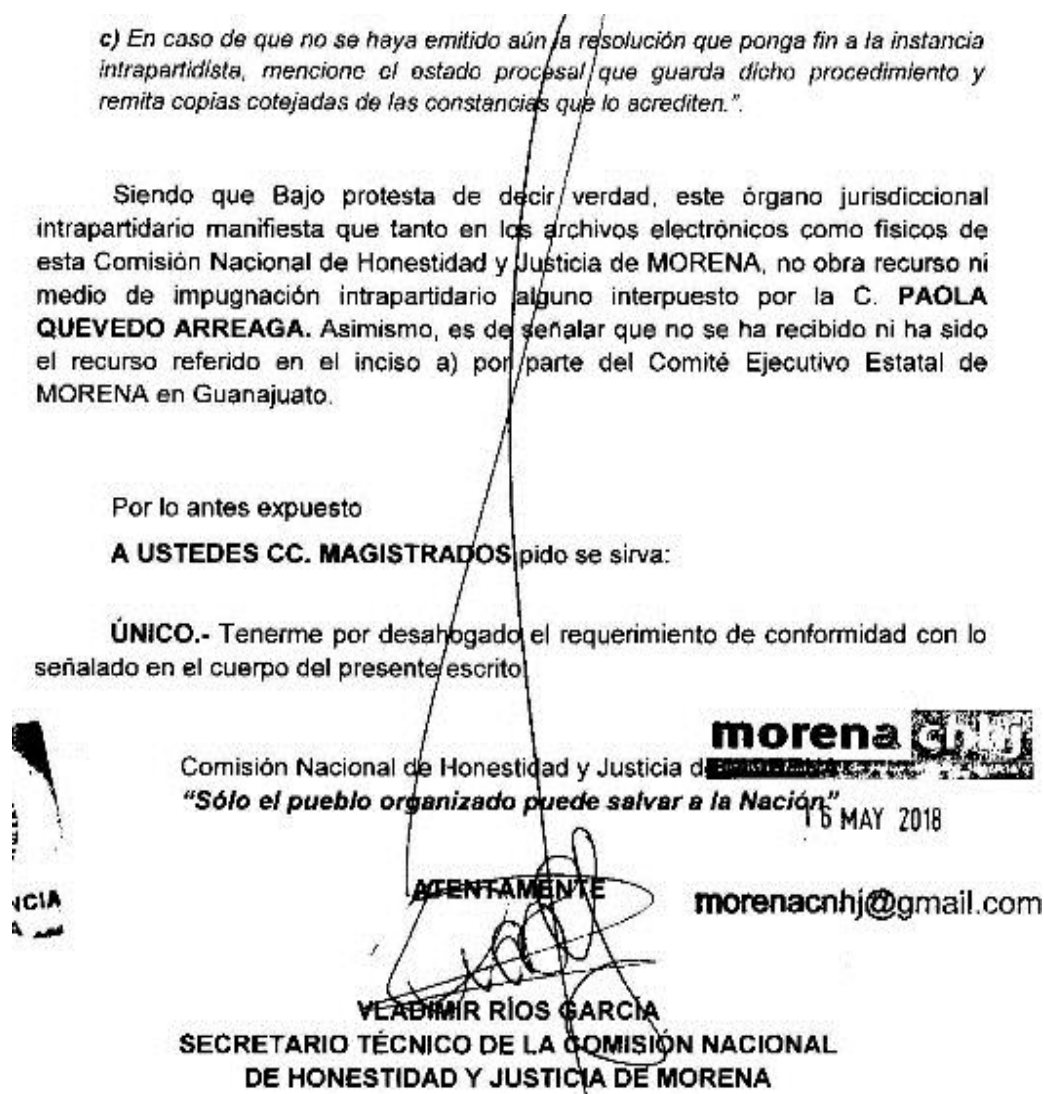 c) En caso de que no se haya emitido aún la resolución que ponga fin a la instancia
intrapartidista, mencione el estado procesal que guarda dicho procedimiento y
remita copias cotejadas de las constancias que lo acrediten.”.
Siendo que Bajo protesta de decir verdad, este órgano jurisdiccional
intrapartidario manifiesta que tanto en los archivos electrónicos como fisicos de
esta Comisión Nacional de Honestidad y Justicia de MORENA, no obra recurso ni
medio de impugnación intrapartidario alguno interpuesto por la C. PAOLA
QUEVEDO ARREAGA. Asimismo, es de señalar que no se ha recibido ni ha sido
el recurso referido en el inciso a) por parte del Comité Ejecutivo Estatal de
MORENA en Guanajuato.
Por lo antes expuesto
A USTEDES CC. MAGISTRADOS pido se sirva:
ÚNICO.- Tenerme por desahogado el requerimiento de conformidad con lo
señalado en el cuerpo del presente escrito
morena cnhj
Comisión Nacional de Honestidad y Justicia
“Sólo el pueblo organizado puede salvar a la Nación”
16 MAY 2018
NCIA
A
ATENTAMENTE
morenacnhj@gmail.com
VLADIMIR RÍOS GARCÍA
SECRETARIO TÉCNICO DE LA COMISIÓN NACIONAL
DE HONESTIDAD Y JUSTICIA DE MORENA